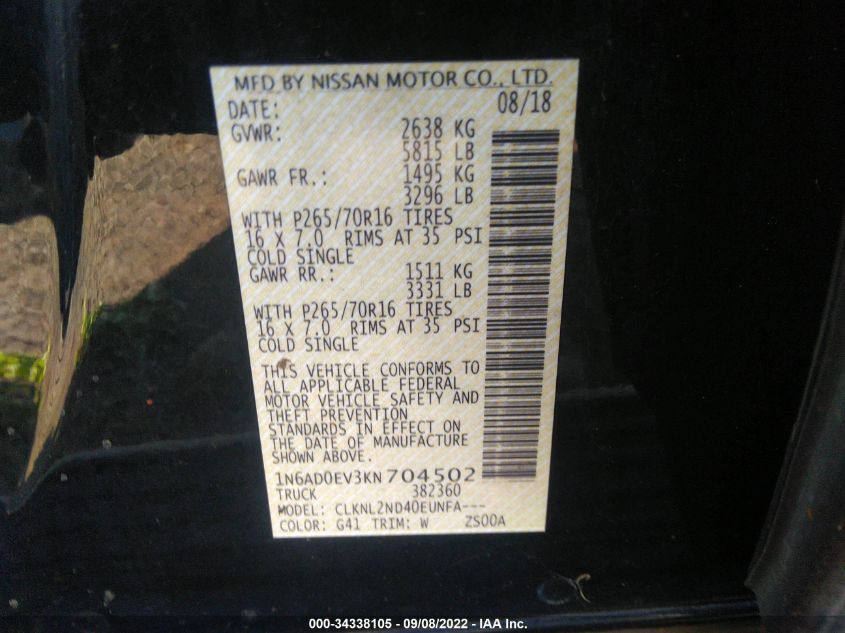 MFD BY NISSAN MOTOR CO., LTD.
DATE: 08/18
GVWR: 2638 KG
5815 LB
GAWR FR.: 1495 KG
3296 LB
WITH P265/70R16 TIRES
16 X 7.0 RIMS AT 35 PSI
COLD SINGLE
GAWR RR.: 1511 KG
3331 LB
WITH P265/70R16 TIRES
16 X 7.0 RIMS AT 35 PSI
COLD SINGLE
THIS VEHICLE CONFORMS TO
ALL APPLICABLE FEDERAL
MOTOR VEHICLE SAFETY AND
THEFT PREVENTION
STANDARDS IN EFFECT ON
THE DATE OF MANUFACTURE
SHOWN ABOVE.
1N6AD0EV3KN704502
TRUCK 382360
MODEL: CLKNL2ND40EUNFA---
COLOR: G41 TRIM: W ZS00A
000-34338105 - 09/08/2022 - IAA Inc.